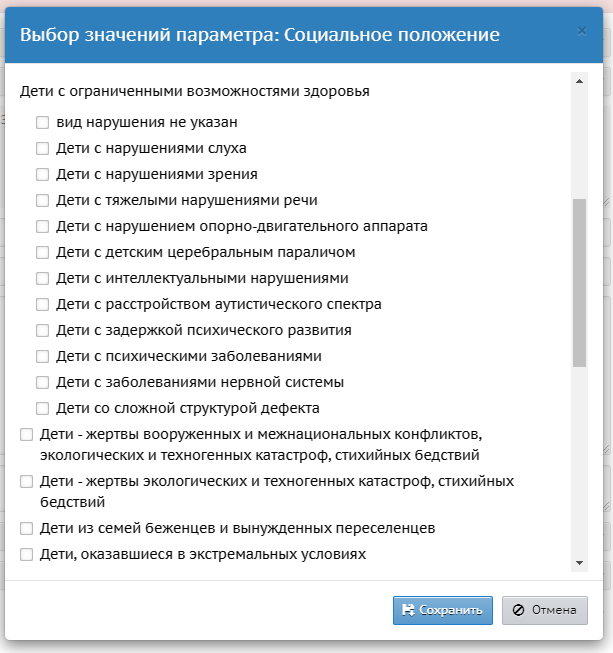 Выбор значений параметра: Социальное положение
×
Дети с ограниченными возможностями здоровья
вид нарушения не указан
Дети с нарушениями слуха
Дети с нарушениями зрения
Дети с тяжелыми нарушениями речи
Дети с нарушением опорно-двигательного аппарата
Дети с детским церебральным параличом
Дети с интеллектуальными нарушениями
Дети с расстройством аутистического спектра
Дети с задержкой психического развития
Дети с психическими заболеваниями
Дети с заболеваниями нервной системы
Дети со сложной структурой дефекта
Дети - жертвы вооруженных и межнациональных конфликтов,
экологических и техногенных катастроф, стихийных бедствий
Дети - жертвы экологических и техногенных катастроф, стихийных
бедствий
Дети из семей беженцев и вынужденных переселенцев
Дети, оказавшиеся в экстремальных условиях
Сохранить
Отмена